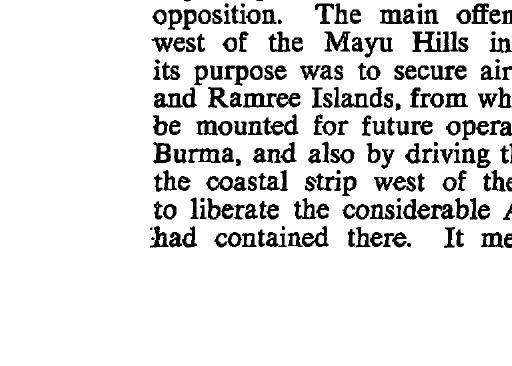 opposition. The main offen
west of the Mayu Hills in
its purpose was to secure air
and Ramree Islands, from wh
be mounted for future opera
Burma, and also by driving t
the coastal strip west of the
to liberate the considerable A
had contained there. It me